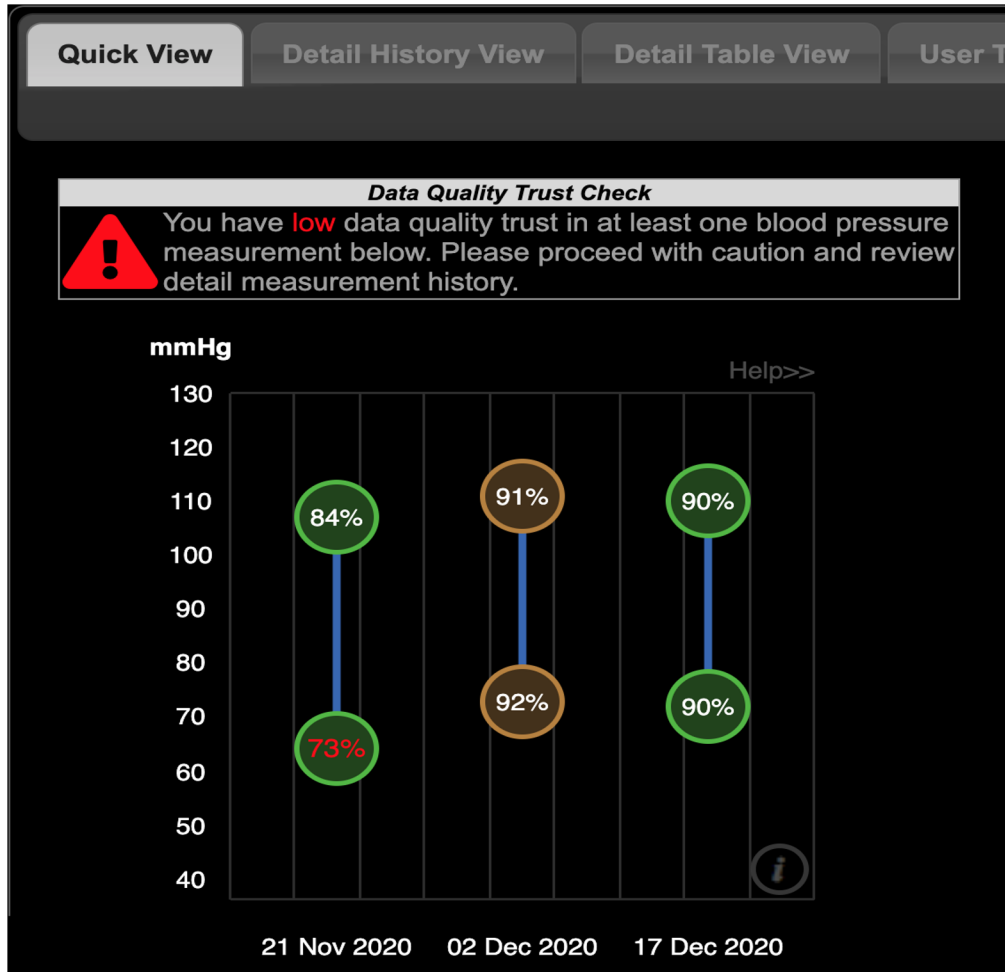 Quick View Detail History View Detail Table View User T
Data Quality Trust Check
You have low data quality trust in at least one blood pressure
measurement below. Please proceed with caution and review
detail measurement history.
mmHg
Help>>
130
120
110
100
90
80
70
60
50
40
84%
91%
90%
73%
92%
90%
i
21 Nov 2020 02 Dec 2020 17 Dec 2020